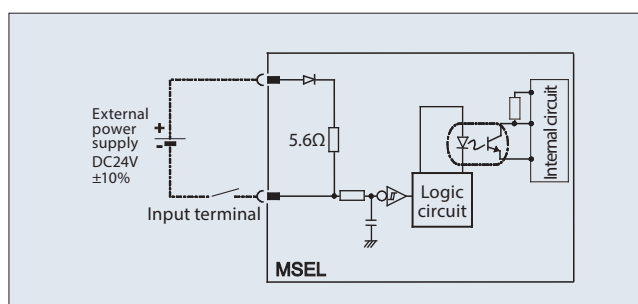 External
power
supply
DC24V
±10%
+
-
5.6Ω
Input terminal
Logic
circuit
Internal circuit
MSEL